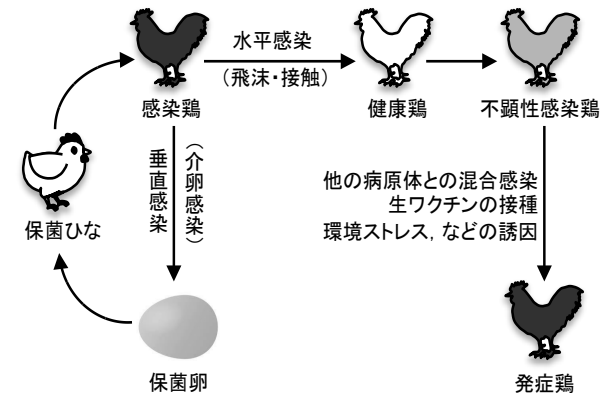 水平感染
（飛沫・接触）
感染鶏
健康鶏
不顕性感染鶏
垂直感染
（介卵感染）
他の病原体との混合感染
生ワクチンの接種
環境ストレス，などの誘因
保菌ひな
保菌卵
発症鶏